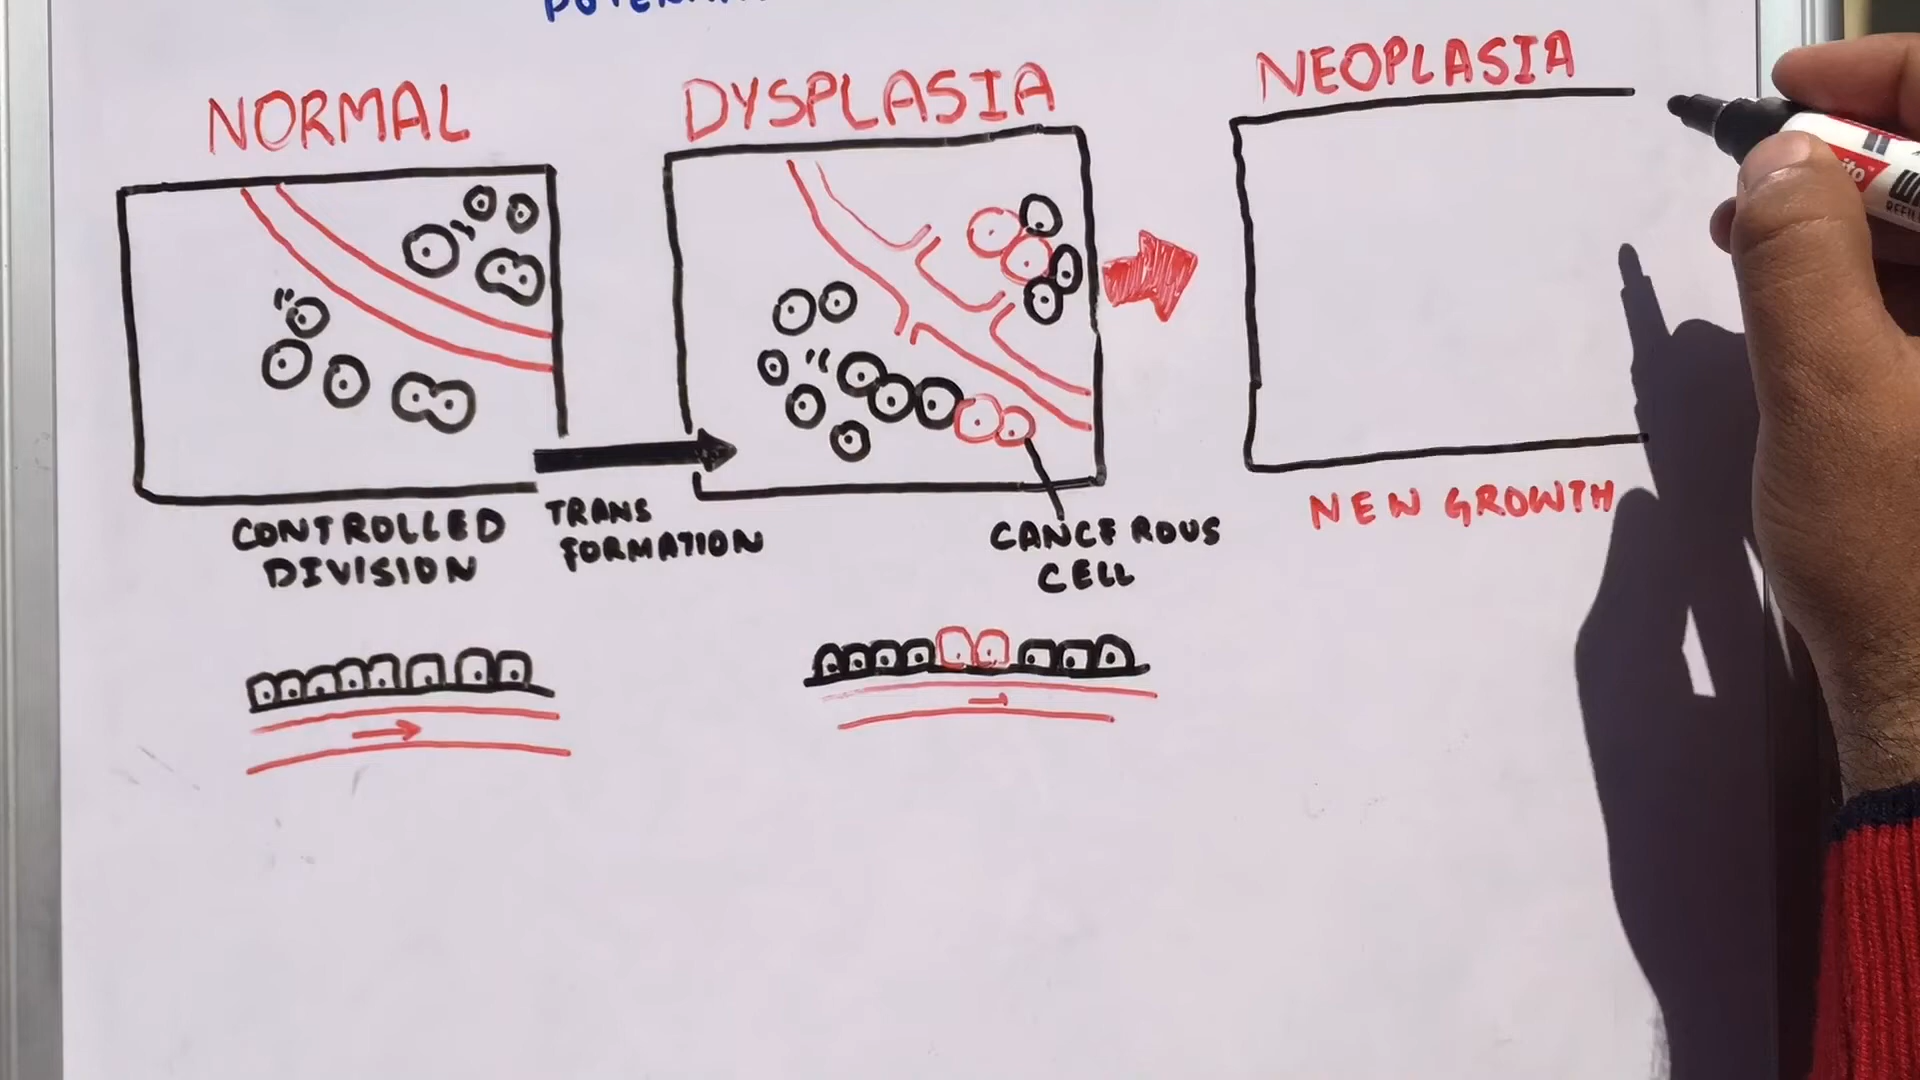 NORMAL
DYSPLASIA
NEOPLASIA
CONTROLLED
DIVISION
TRANS
FORMATION
CANCEROUS
CELL
NEW GROWTH